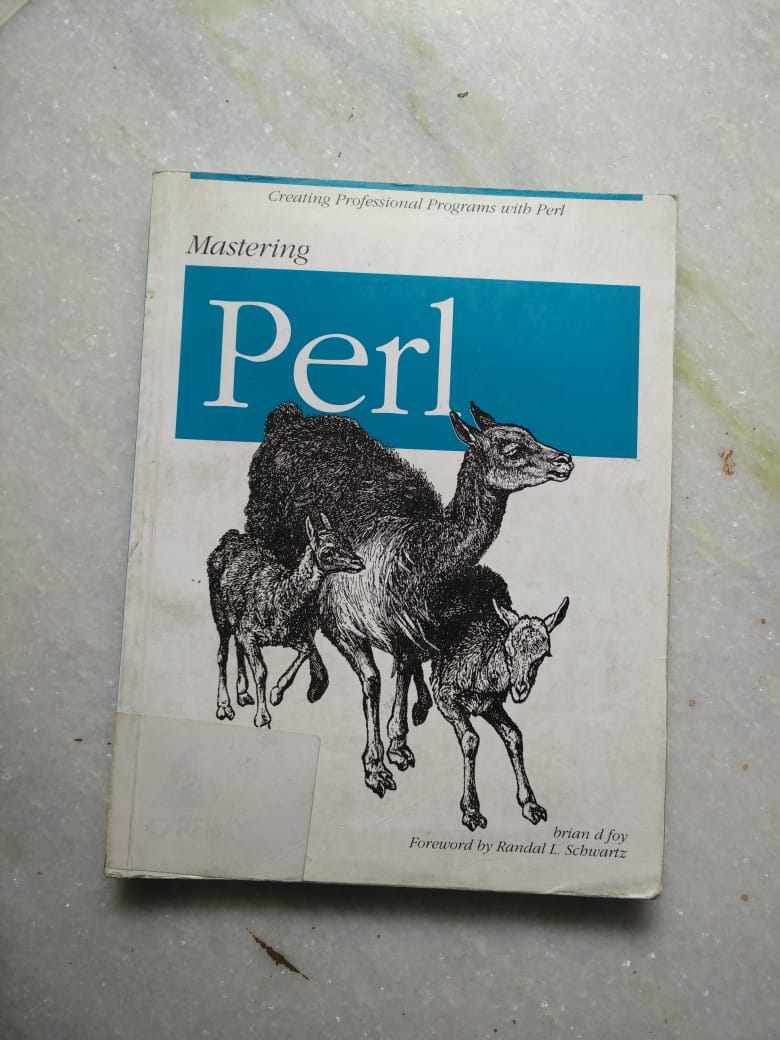 Creating Professional Programs with Perl
Mastering
Perl
brian d foy
Foreword by Randal L. Schwartz